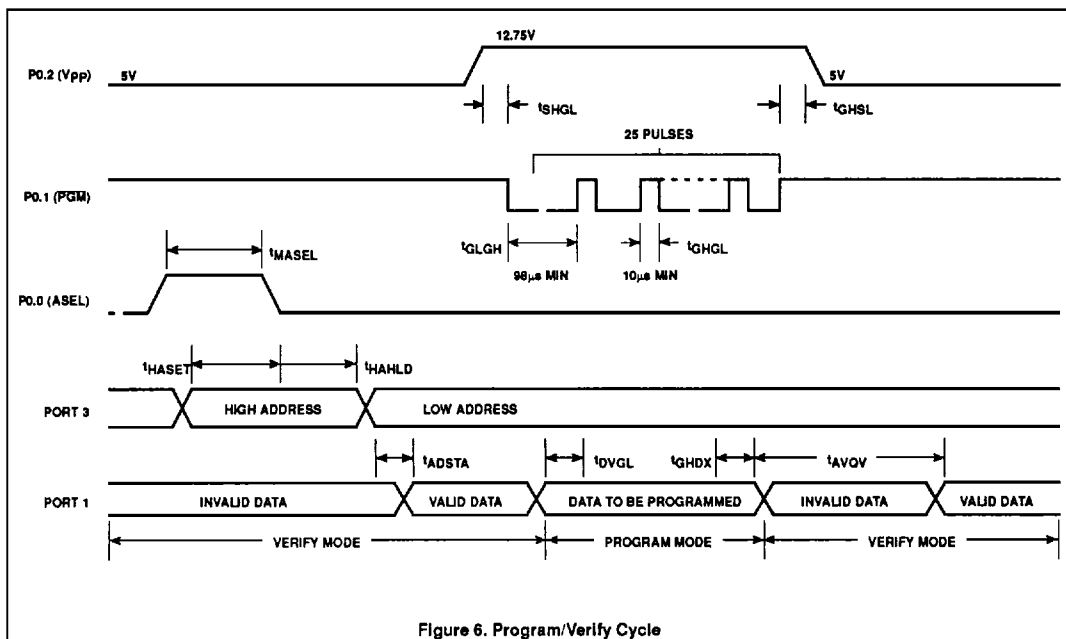 12.75V
P0.2 (Vpp)
5V
5V
tSHGL
tGHSL
25 PULSES
P0.1 (PGM)
tGLGH
tGHGL
98µs MIN
10µs MIN
tMASEL
P0.0 (ASEL)
tHASET
tHAHLD
PORT 3
HIGH ADDRESS
LOW ADDRESS
tADSTA
tDVGL
tGHDX
tAVQV
PORT 1
INVALID DATA
VALID DATA
DATA TO BE PROGRAMMED
INVALID DATA
VALID DATA
VERIFY MODE
PROGRAM MODE
VERIFY MODE
Figure 6. Program/Verify Cycle